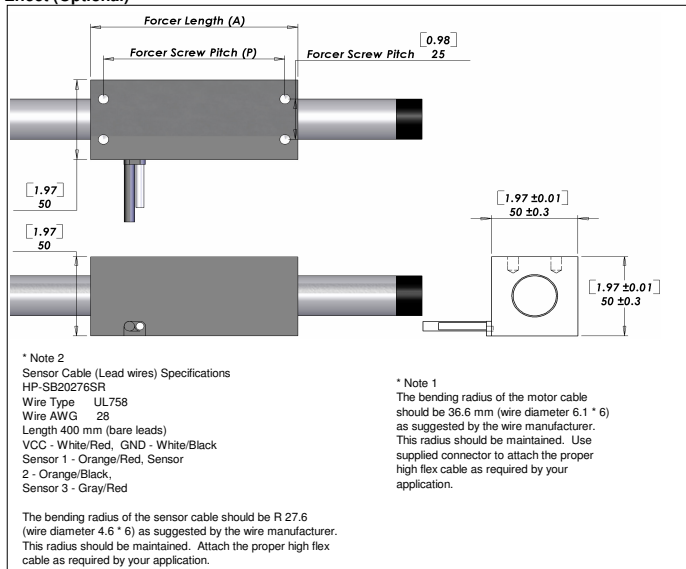 Effect (Optional)
Forcer Length (A)
Forcer Screw Pitch (P)
Forcer Screw Pitch
[0.98]
25
[1.97]
50
[1.97]
50
[1.97 ±0.01]
50 ±0.3
[1.97 ±0.01]
50 ±0.3
* Note 2
Sensor Cable (Lead wires) Specifications
HP-SB20276SR
Wire Type UL758
Wire AWG 28
Length 400 mm (bare leads)
VCC - White/Red, GND - White/Black
Sensor 1 - Orange/Red, Sensor
2 - Orange/Black,
Sensor 3 - Gray/Red
The bending radius of the sensor cable should be R 27.6
(wire diameter 4.6 * 6) as suggested by the wire manufacturer.
This radius should be maintained. Attach the proper high flex
cable as required by your application.
* Note 1
The bending radius of the motor cable
should be 36.6 mm (wire diameter 6.1 * 6)
as suggested by the wire manufacturer.
This radius should be maintained. Use
supplied connector to attach the proper
high flex cable as required by your
application.